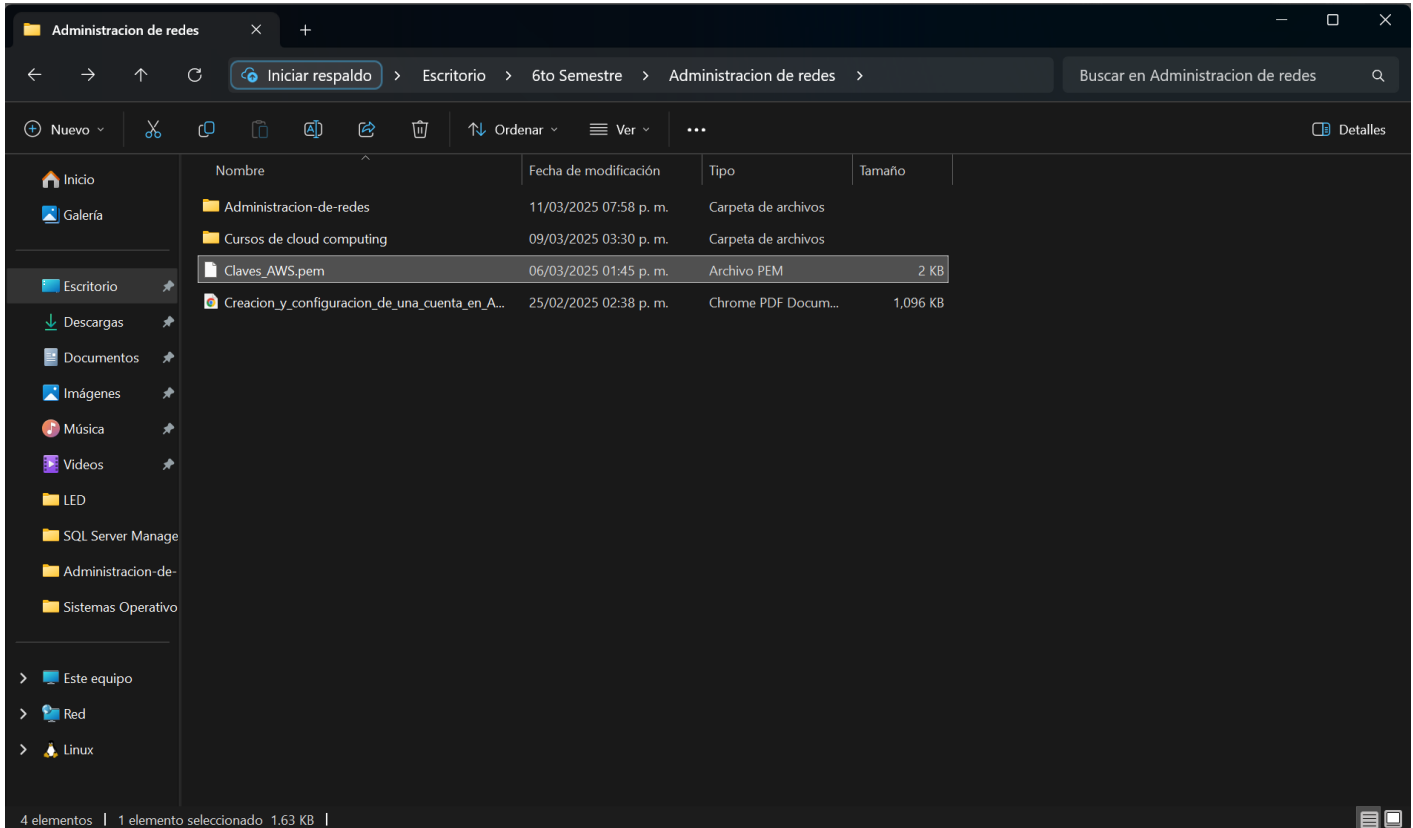 Administracion de redes
Iniciar respaldo > Escritorio > 6to Semestre > Administracion de redes >
Buscar en Administracion de redes
Nuevo
Ordenar
Ver
Detalles
Nombre Fecha de modificación Tipo Tamaño
Inicio
Galería
Escritorio
Descargas
Documentos
Imágenes
Música
Videos
LED
SQL Server Manage
Administracion-de-
Sistemas Operativo
Este equipo
Red
Linux
Administracion-de-redes 11/03/2025 07:58 p. m. Carpeta de archivos
Cursos de cloud computing 09/03/2025 03:30 p. m. Carpeta de archivos
Claves_AWS.pem 06/03/2025 01:45 p. m. Archivo PEM 2 KB
Creacion_y_configuracion_de_una_cuenta_en_A... 25/02/2025 02:38 p. m. Chrome PDF Docum... 1,096 KB
4 elementos | 1 elemento seleccionado 1.63 KB |